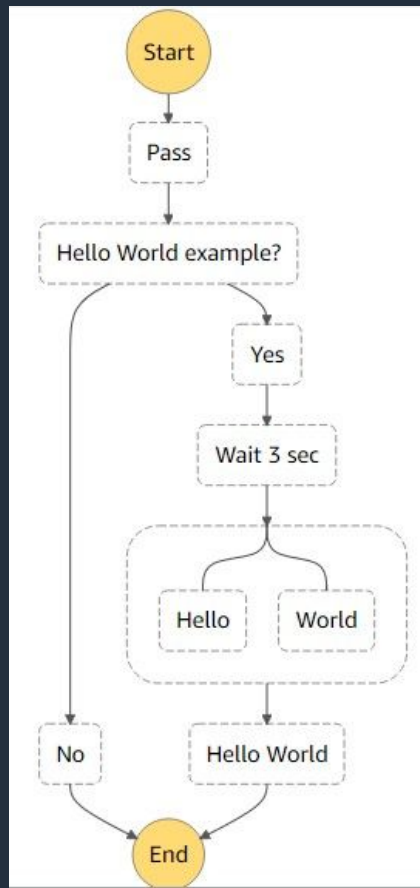 Start
Pass
Hello World example?
Yes
Wait 3 sec
Hello
World
No
Hello World
End